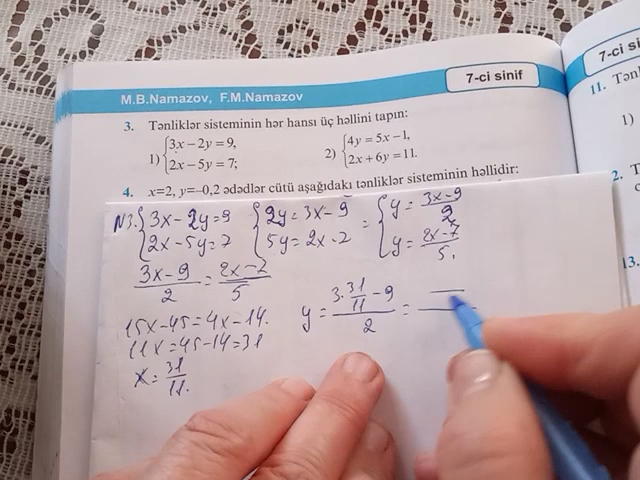 7-ci sinif
M.B.Namazov, F.M.Namazov
3. Tənliklər sisteminin hər hansı üç həllini tapın:
1) {3x – 2y = 9,
{2x – 5y = 7;
2) {4y = 5x – 1,
{2x + 6y = 11.
4. x=2, y=–0,2 ədədlər cütü aşağıdakı tənliklər sisteminin həllidir:
N3. {3x – 2y = 9 {2y = 3x – 9 = {y = 3x-9/2
{2x – 5y = 7 {5y = 2x – 7 {y = 2x-7/5.
3x-9/2 = 2x-7/5
15x – 45 = 4x – 14.
11x = 45 – 14 = 31
x = 31/11.
y = 3·31/11 – 9/2 =
7-ci si
11. Tənl
1)
2. T
13.